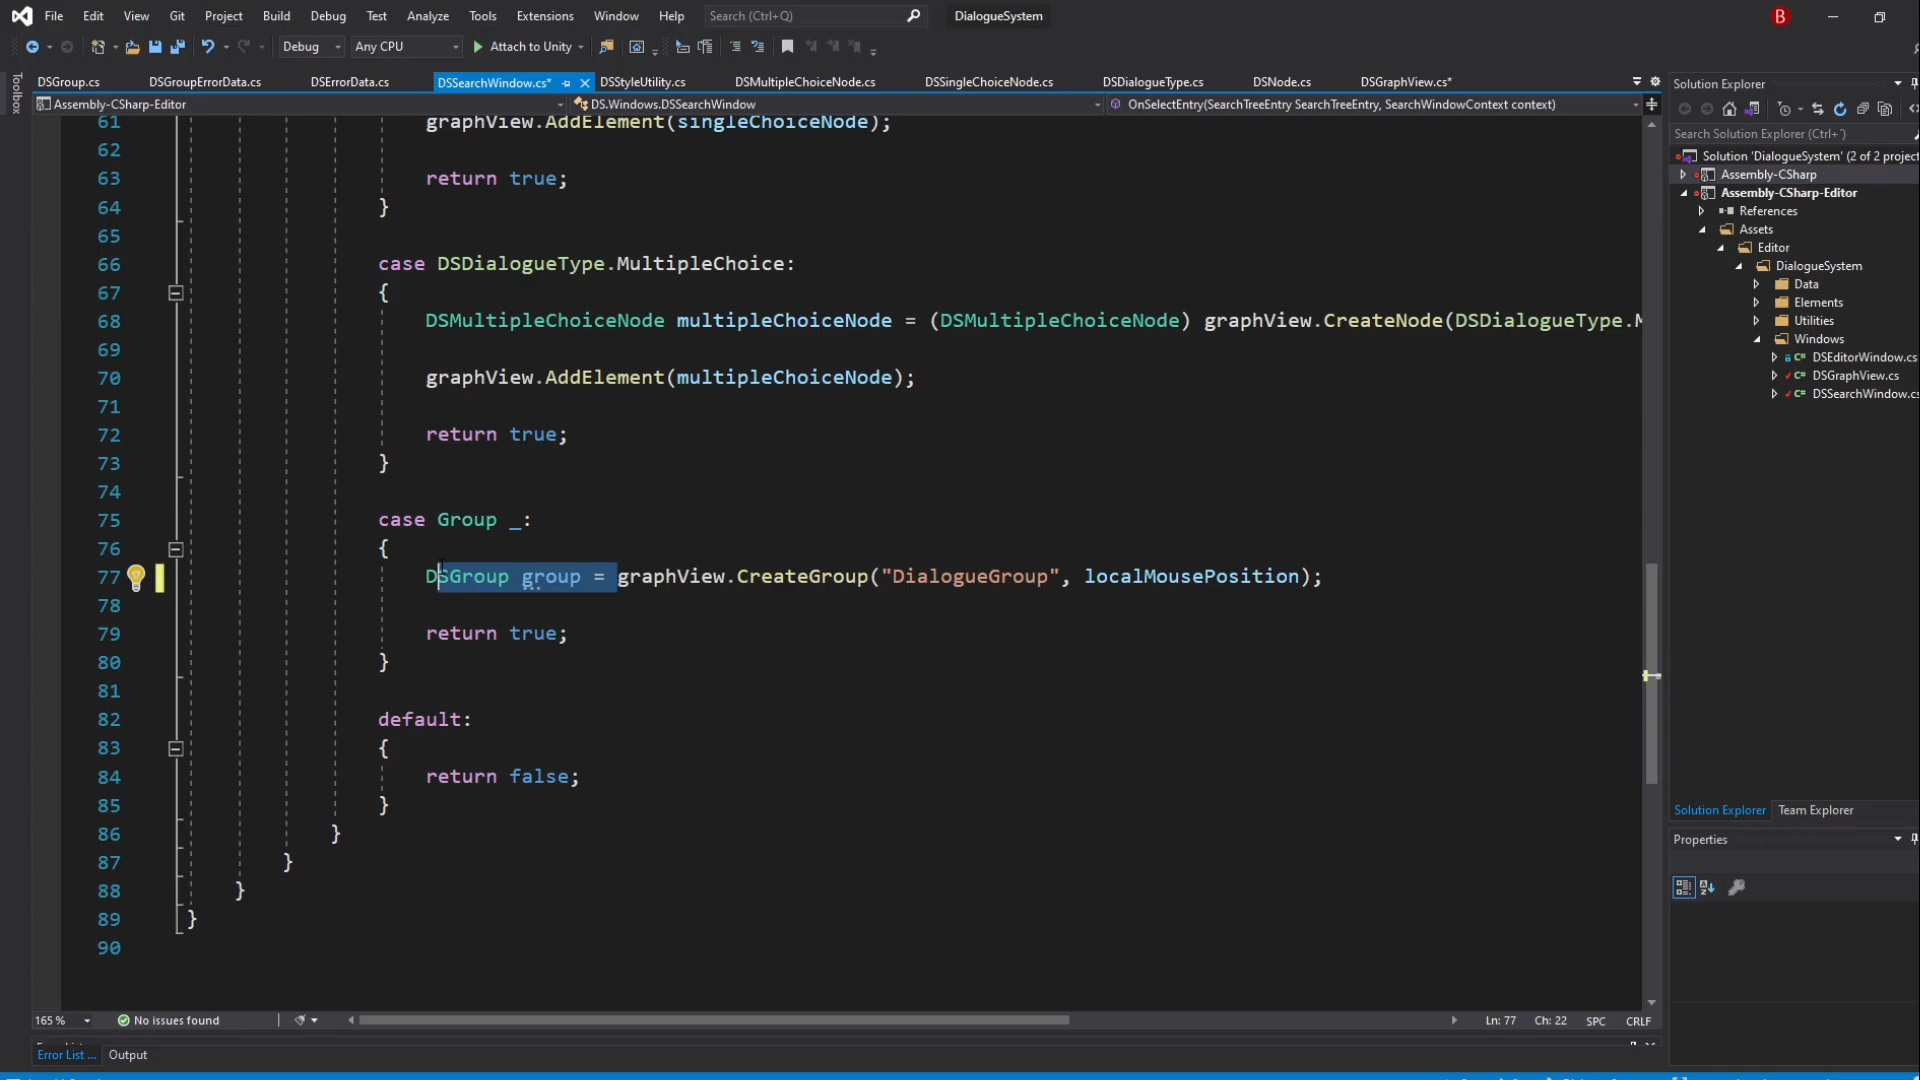 File Edit View Git Project Build Debug Test Analyze Tools Extensions Window Help Search (Ctrl+Q) DialogueSystem B
Debug Any CPU Attach to Unity
Toolbox
DSGroup.cs DSGroupErrorData.cs DSErrorData.cs DSSearchWindow.cs* DSStyleUtility.cs DSMultipleChoiceNode.cs DSSingleChoiceNode.cs DSDialogueType.cs DSNode.cs DSGraphView.cs*
Assembly-CSharp-Editor DS.Windows.DSSearchWindow OnSelectEntry(SearchTreeEntry SearchTreeEntry, SearchWindowContext context)
61 graphView.AddElement(singleChoiceNode);
62
63 return true;
64 }
65
66 case DSDialogueType.MultipleChoice:
67 {
68 DSMultipleChoiceNode multipleChoiceNode = (DSMultipleChoiceNode) graphView.CreateNode(DSDialogueType.M
69
70 graphView.AddElement(multipleChoiceNode);
71
72 return true;
73 }
74
75 case Group _:
76 {
77 DSGroup group = graphView.CreateGroup("DialogueGroup", localMousePosition);
78
79 return true;
80 }
81
82 default:
83 {
84 return false;
85 }
86 }
87 }
88 }
89 }
90
165 % No issues found Ln: 77 Ch: 22 SPC CRLF
Error List ... Output
Solution Explorer
Search Solution Explorer (Ctrl+
Solution 'DialogueSystem' (2 of 2 project
Assembly-CSharp
Assembly-CSharp-Editor
References
Assets
Editor
DialogueSystem
Data
Elements
Utilities
Windows
DSEditorWindow.cs
DSGraphView.cs
DSSearchWindow.cs
Solution Explorer Team Explorer
Properties